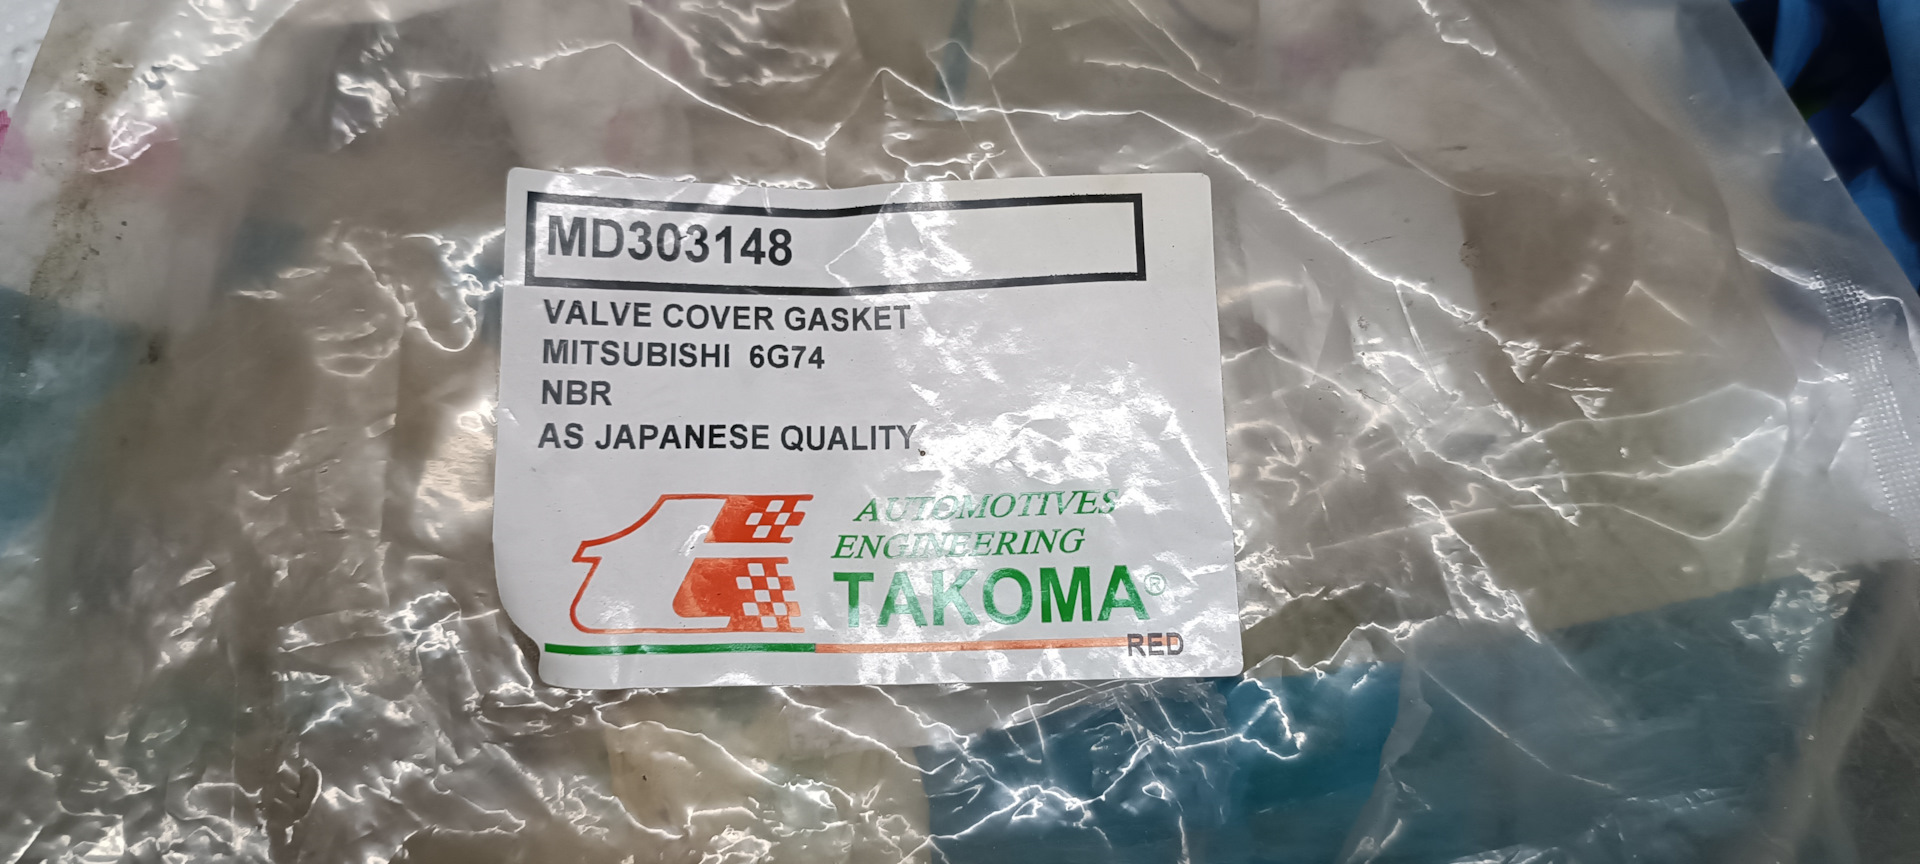 MD303148
VALVE COVER GASKET
MITSUBISHI 6G74
NBR
AS JAPANESE QUALITY
AUTOMOTIVES
ENGINEERING
TAKOMA®
RED